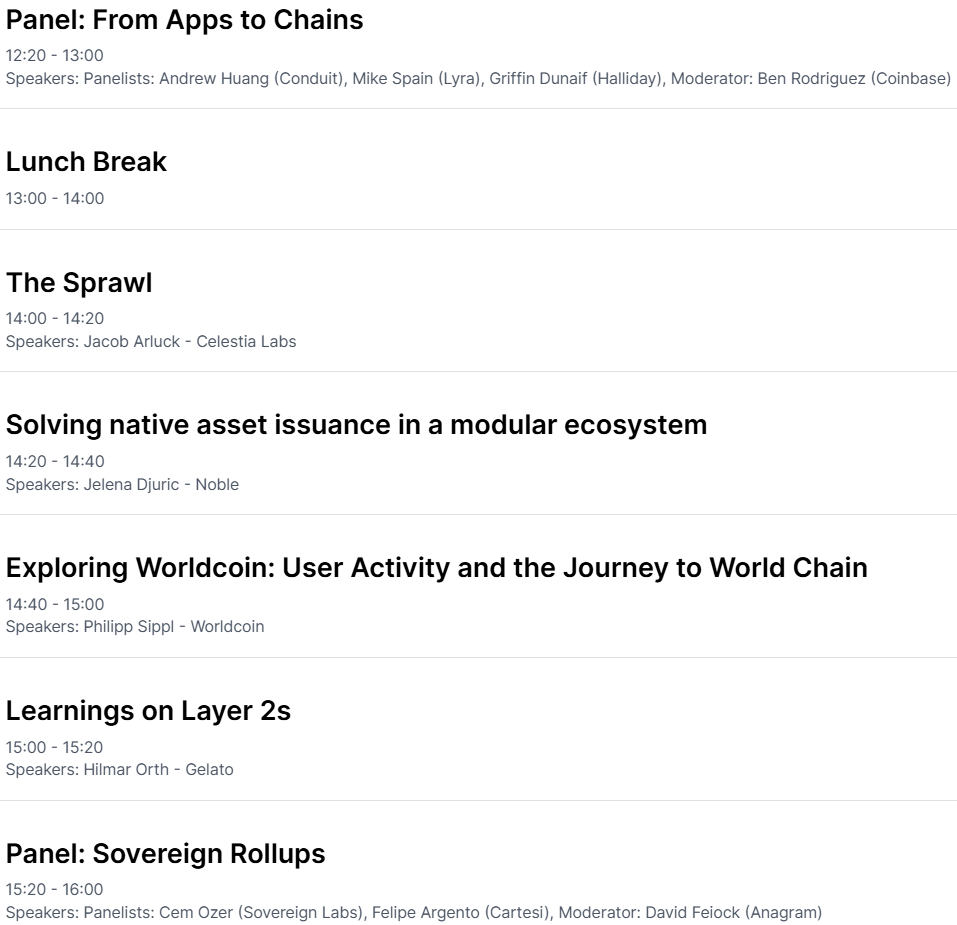 Panel: From Apps to Chains
12:20 - 13:00
Speakers: Panelists: Andrew Huang (Conduit), Mike Spain (Lyra), Griffin Dunaif (Halliday), Moderator: Ben Rodriguez (Coinbase)
Lunch Break
13:00 - 14:00
The Sprawl
14:00 - 14:20
Speakers: Jacob Arluck - Celestia Labs
Solving native asset issuance in a modular ecosystem
14:20 - 14:40
Speakers: Jelena Djuric - Noble
Exploring Worldcoin: User Activity and the Journey to World Chain
14:40 - 15:00
Speakers: Philipp Sippl - Worldcoin
Learnings on Layer 2s
15:00 - 15:20
Speakers: Hilmar Orth - Gelato
Panel: Sovereign Rollups
15:20 - 16:00
Speakers: Panelists: Cem Ozer (Sovereign Labs), Felipe Argento (Cartesi), Moderator: David Feiock (Anagram)